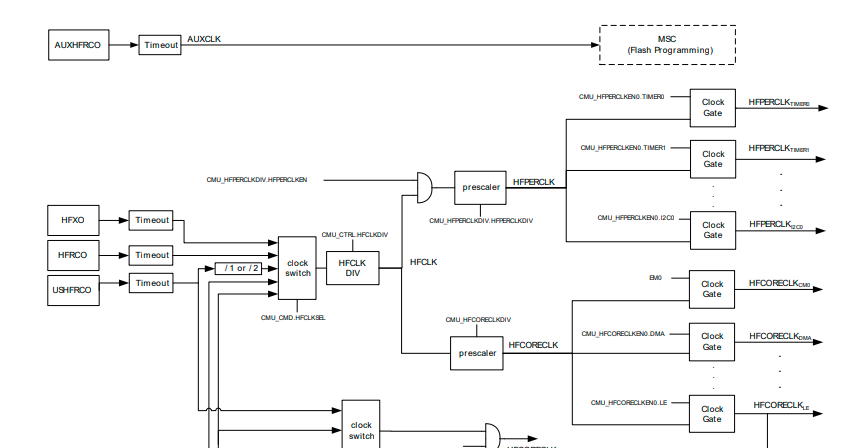 AUXHFRCO
Timeout
AUXCLK
MSC
(Flash Programming)
CMU_HFPERCLKEN0.TIMER0
Clock
Gate
HFPERCLKTIMER0
CMU_HFPERCLKEN0.TIMER1
Clock
Gate
HFPERCLKTIMER1
CMU_HFPERCLKDIV.HFPERCLKEN
prescaler
HFPERCLK
CMU_HFPERCLKDIV.HFPERCLKDIV
CMU_HFPERCLKEN0.I2C0
Clock
Gate
HFPERCLKI2C0
HFXO
Timeout
HFRCO
Timeout
USHFRCO
Timeout
/ 1 or / 2
clock
switch
CMU_CMD.HFCLKSEL
CMU_CTRL.HFCLKDIV
HFCLK
DIV
HFCLK
EM0
Clock
Gate
HFCORECLKCM0
CMU_HFCORECLKDIV
prescaler
HFCORECLK
CMU_HFCORECLKEN0.DMA
Clock
Gate
HFCORECLKDMA
CMU_HFCORECLKEN0.LE
Clock
Gate
HFCORECLKLE
clock
switch